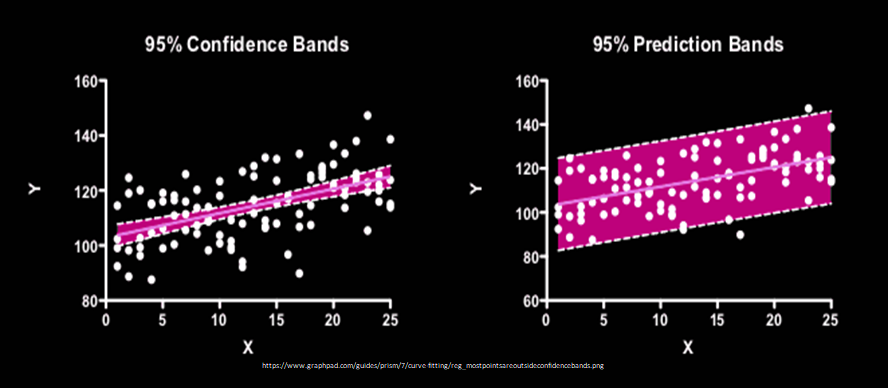 95% Confidence Bands
160
140
120
100
80
0 5 10 15 20 25
Y
X
95% Prediction Bands
160
140
120
100
80
60
0 5 10 15 20 25
Y
X
https://www.graphpad.com/guides/prism/7/curve-fitting/reg_mostpointsareoutsideconfidencebands.png